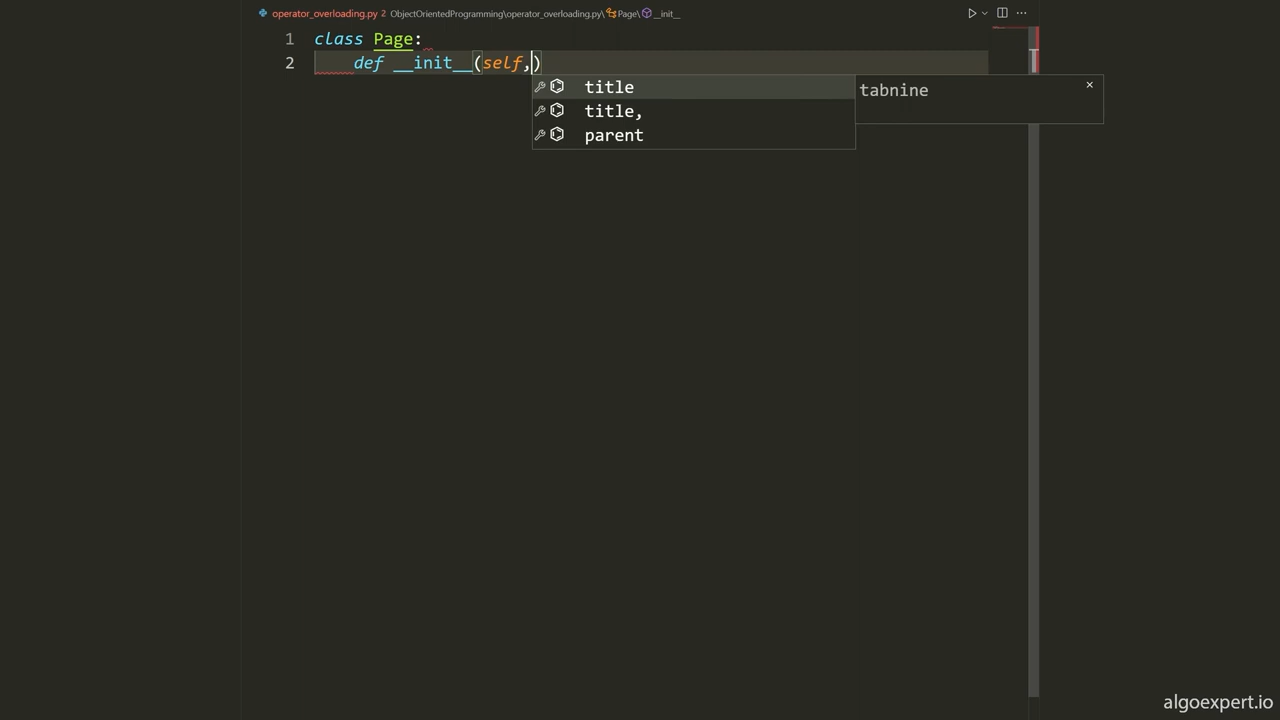 operator_overloading.py 2 ObjectOrientedProgramming\operator_overloading.py\Page\__init__
1 class Page:
2 def __init__(self,)
title
tabnine
title,
parent
algoexpert.io